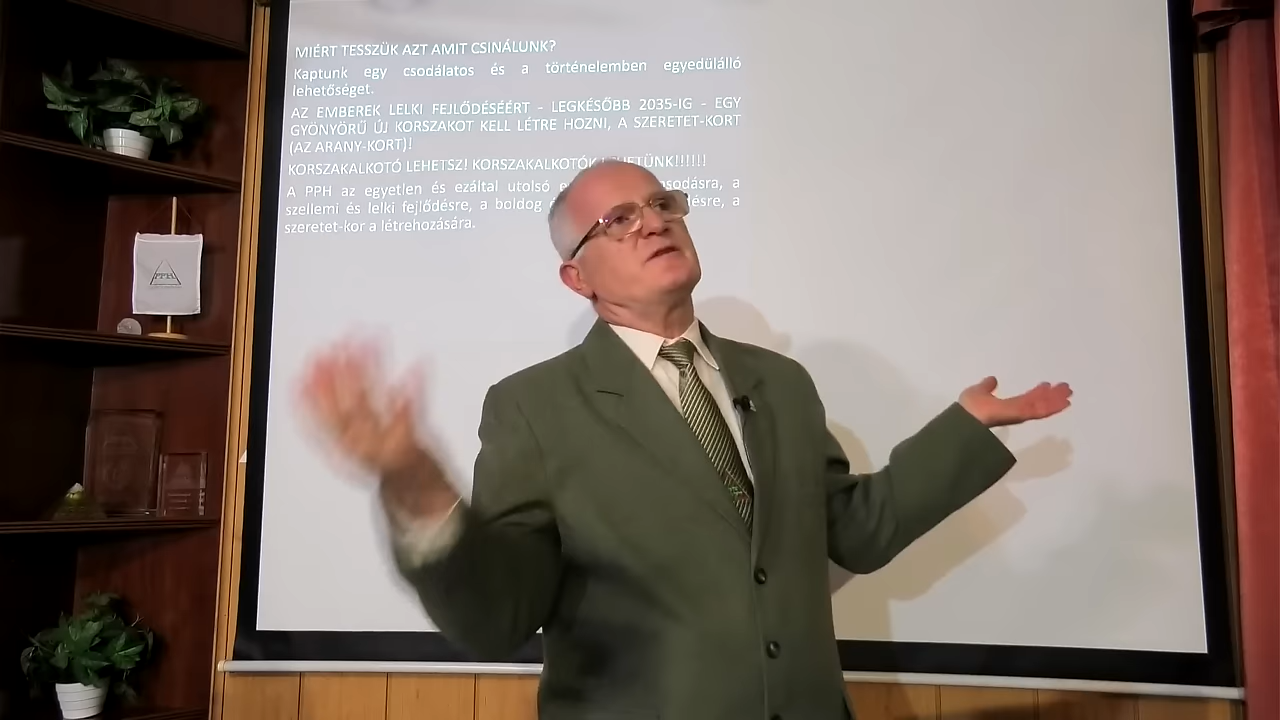 MIÉRT TESSZÜK AZT AMIT CSINÁLUNK?
Kaptunk egy csodálatos és a történelemben egyedülálló
lehetőséget.
AZ EMBEREK LELKI FEJLŐDÉSÉÉRT - LEGKÉSŐBB 2035-IG - EGY
GYÖNYÖRŰ ÚJ KORSZAKOT KELL LÉTRE HOZNI, A SZERETET-KORT
(AZ ARANY-KORT)!
KORSZAKALKOTÓ LEHETSZ! KORSZAKALKOTÓK LEHETÜNK!!!!!!
A PPH az egyetlen és ezáltal utolsó a
szellemi és lelki fejlődésre, a boldog a
szeretet-kor a létrehozására.
PPH